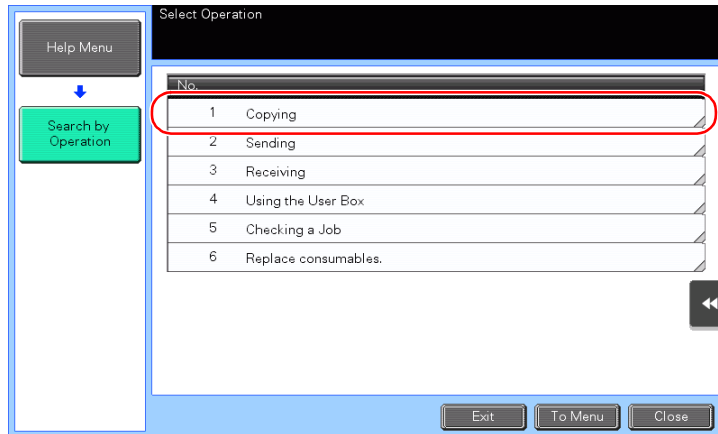 Select Operation
Help Menu
Search by
Operation
No.
1 Copying
2 Sending
3 Receiving
4 Using the User Box
5 Checking a Job
6 Replace consumables.
Exit To Menu Close